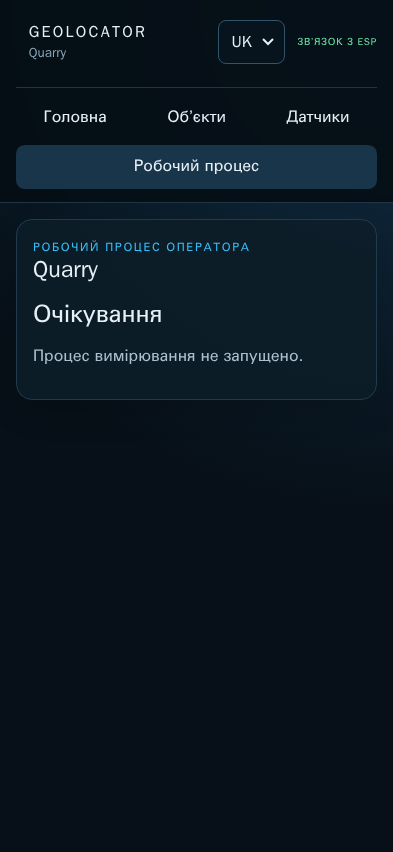 GEOLOCATOR
Quarry
UK
ЗВ'ЯЗОК З ESP
Головна
Об'єкти
Датчики
Робочий процес
РОБОЧИЙ ПРОЦЕС ОПЕРАТОРА
Quarry
Очікування
Процес вимірювання не запущено.